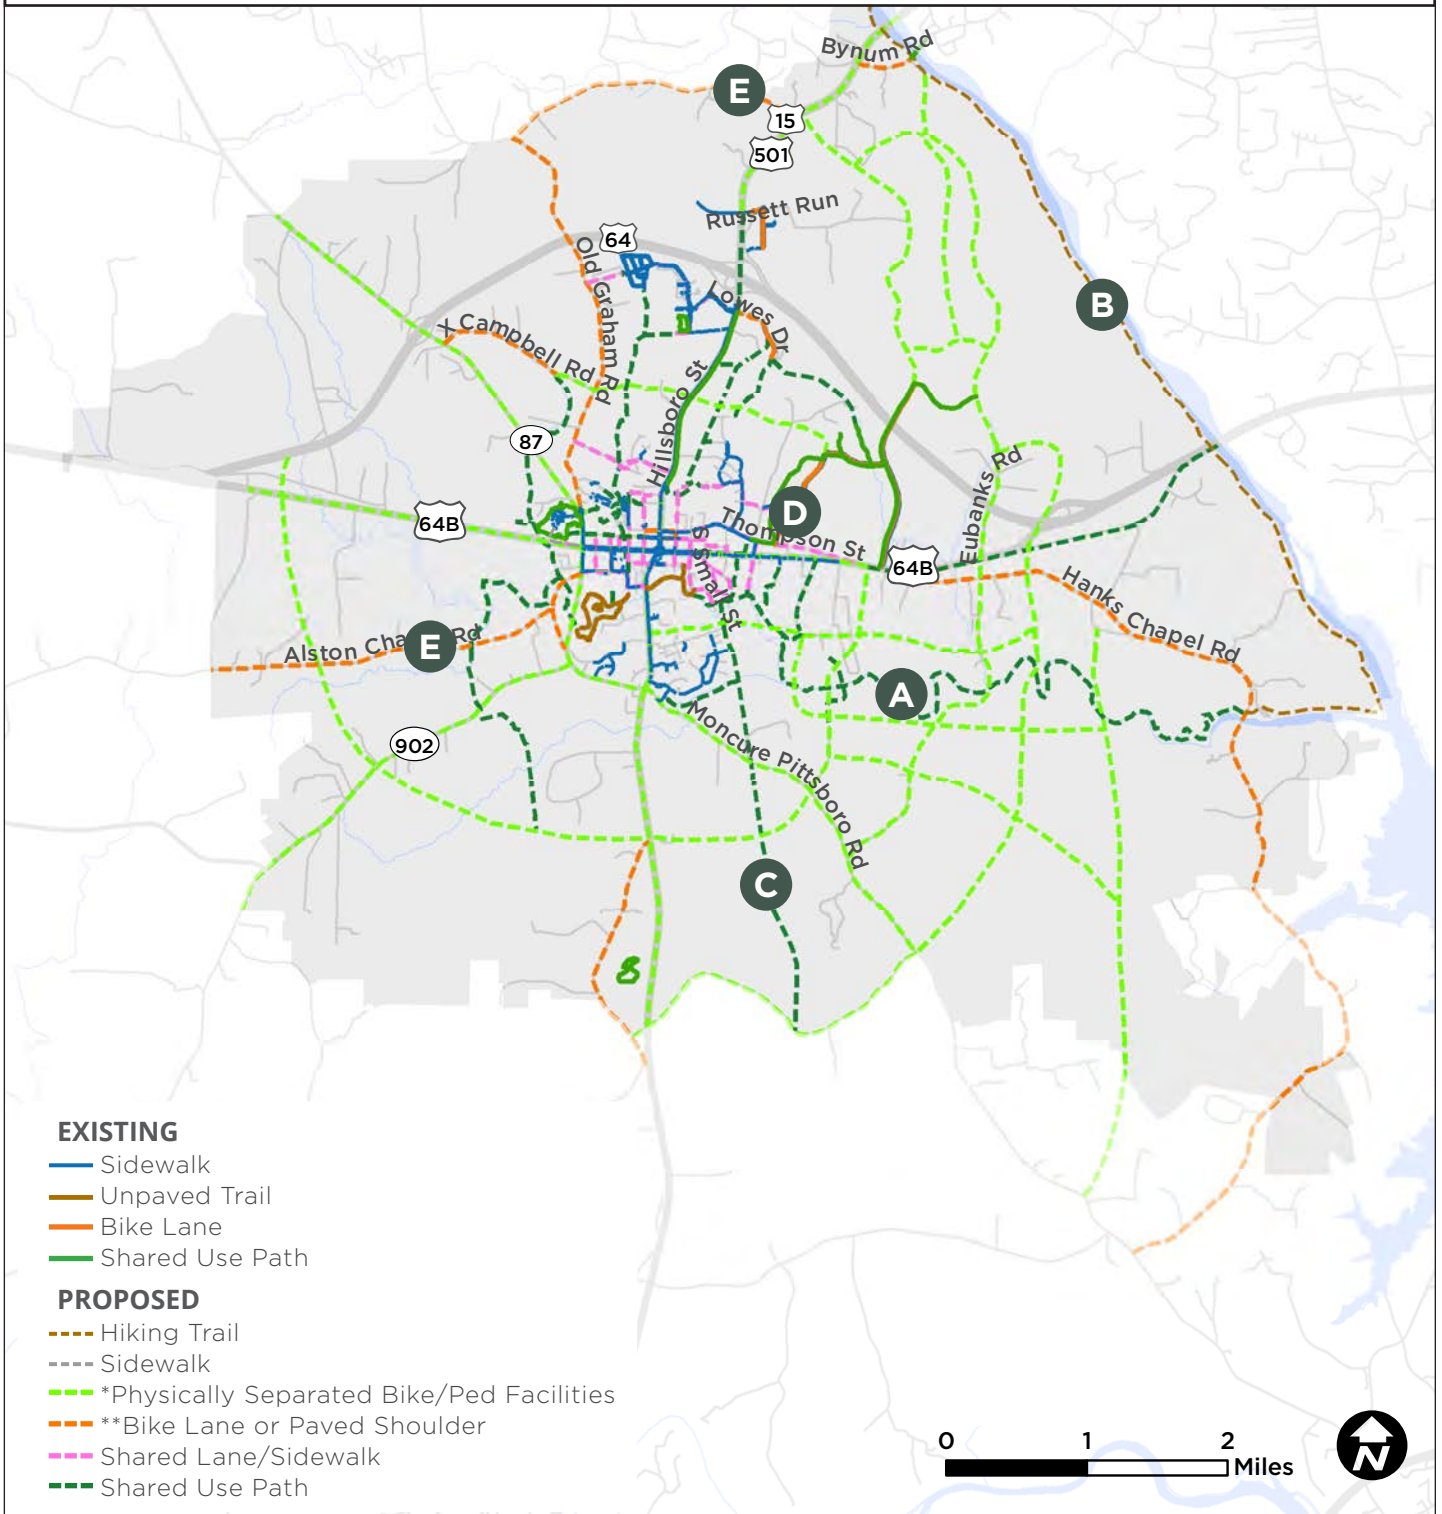 Bynum Rd
E
15
501
Russett Run
64
Old Graham Rd
B
Lowes Dr
X Campbell Rd
Hillsboro St
87
Eubanks Rd
D
64B
Thompson St
S Small St
64B
Hanks Chapel Rd
Alston Cha
Rd
E
A
902
Moncure Pittsboro Rd
C
EXISTING
Sidewalk
Unpaved Trail
Bike Lane
Shared Use Path
PROPOSED
Hiking Trail
Sidewalk
*Physically Separated Bike/Ped Facilities
**Bike Lane or Paved Shoulder
Shared Lane/Sidewalk
Shared Use Path
0 1 2
Miles
N